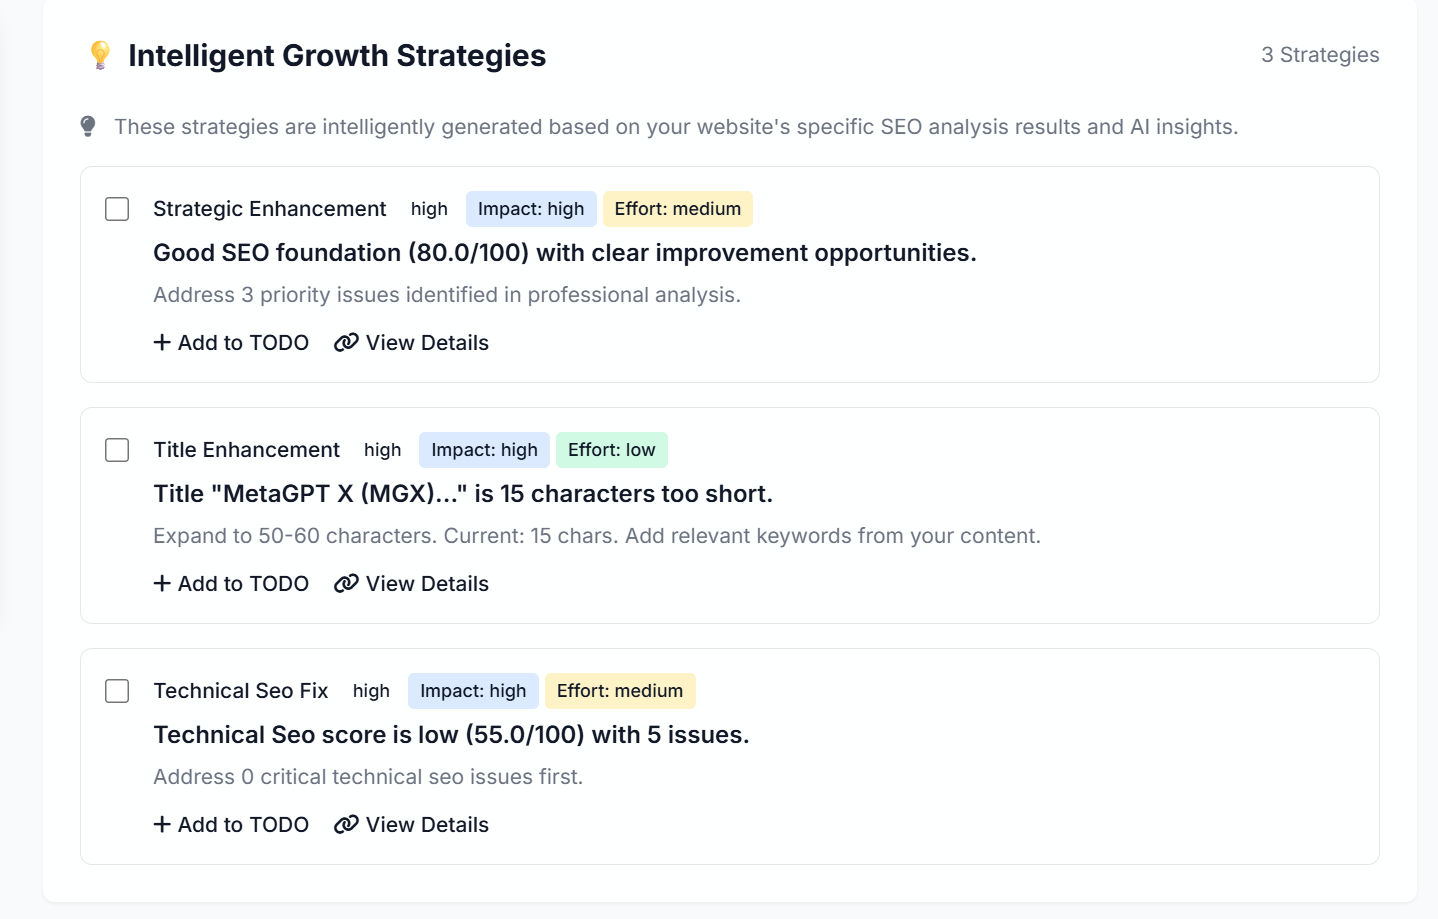 💡 Intelligent Growth Strategies
3 Strategies
These strategies are intelligently generated based on your website's specific SEO analysis results and AI insights.
Strategic Enhancement high Impact: high Effort: medium
Good SEO foundation (80.0/100) with clear improvement opportunities.
Address 3 priority issues identified in professional analysis.
+ Add to TODO View Details
Title Enhancement high Impact: high Effort: low
Title "MetaGPT X (MGX)..." is 15 characters too short.
Expand to 50-60 characters. Current: 15 chars. Add relevant keywords from your content.
+ Add to TODO View Details
Technical Seo Fix high Impact: high Effort: medium
Technical Seo score is low (55.0/100) with 5 issues.
Address 0 critical technical seo issues first.
+ Add to TODO View Details